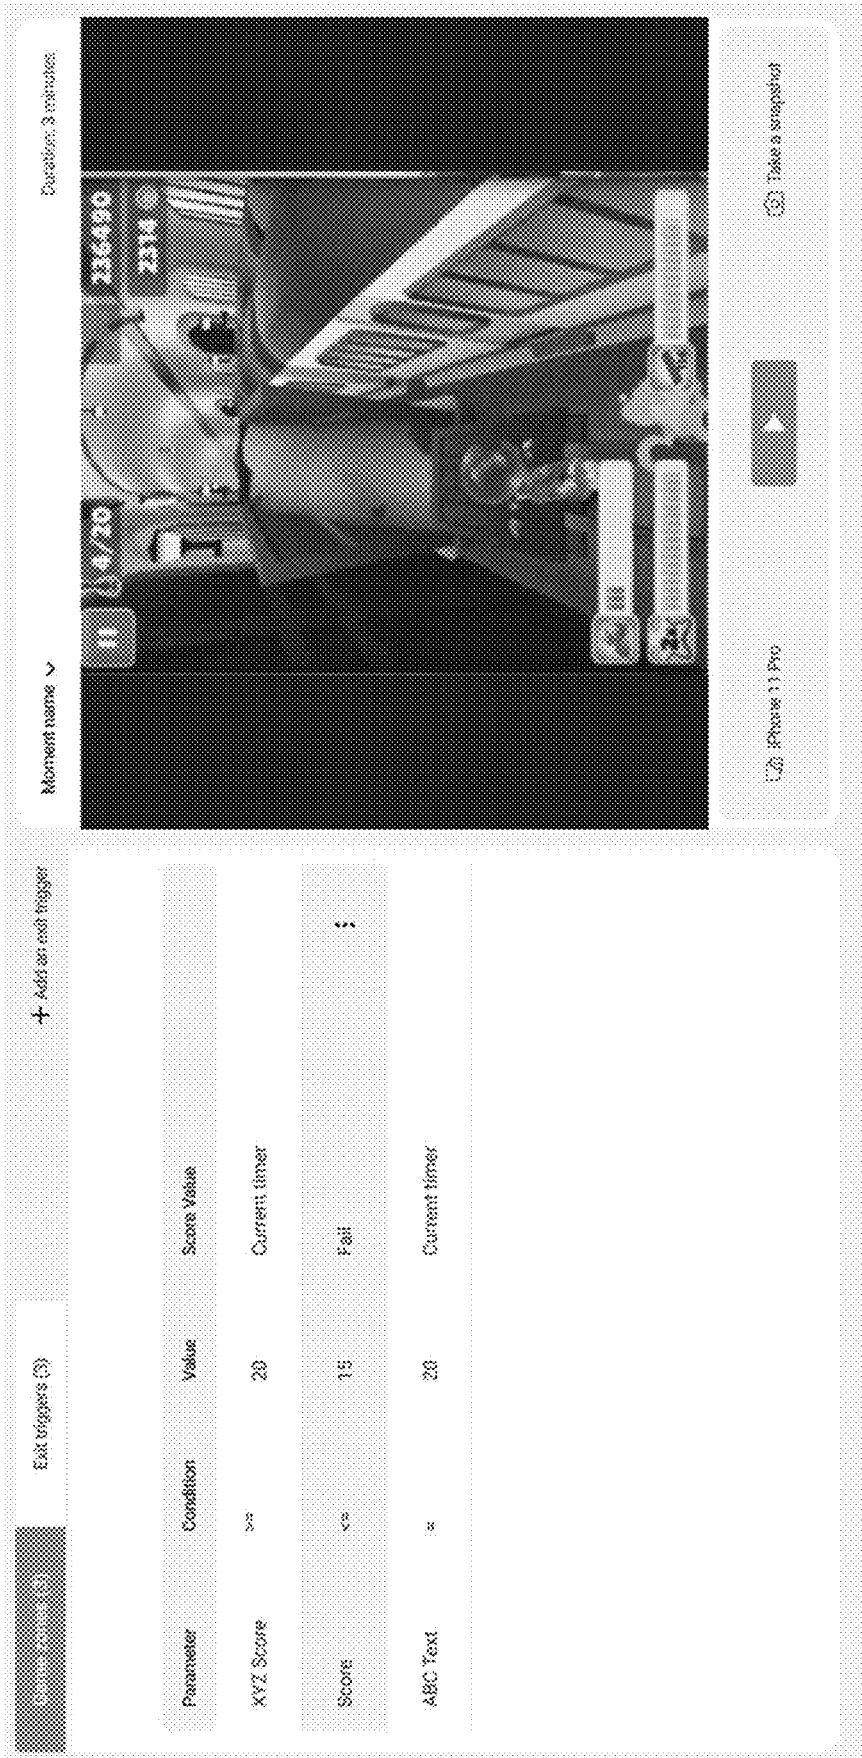 Exit triggers (3)
+ Add an exit trigger
Parameter Condition Value Score Value
XYZ Score >= 20 Current timer
Score <= 15 Fail
ABC Text = 20 Current timer
Moment name
Duration: 3 minutes
4/20
236490
2314
2x
iPhone 11 Pro
Take a snapshot